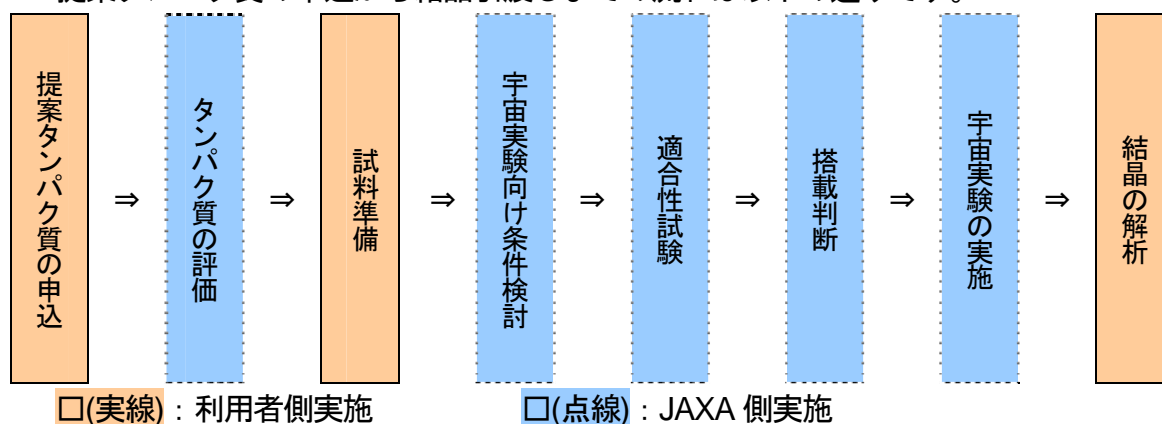 提案タンパク質の申込
⇒
タンパク質の評価
⇒
試料準備
⇒
宇宙実験向け条件検討
⇒
適合性試験
⇒
搭載判断
⇒
宇宙実験の実施
⇒
結晶の解析
□(実線)：利用者側実施 □(点線)：JAXA 側実施